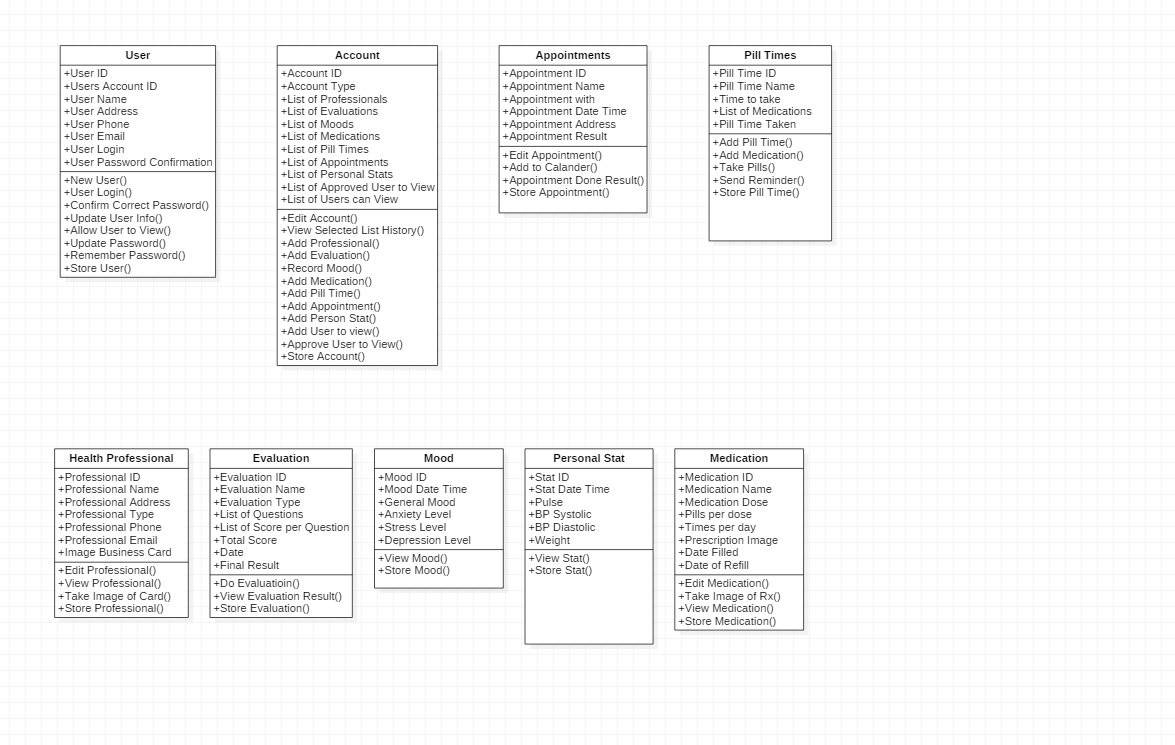 User
+User ID
+Users Account ID
+User Name
+User Address
+User Phone
+User Email
+User Login
+User Password Confirmation
+New User()
+User Login()
+Confirm Correct Password()
+Update User Info()
+Allow User to View()
+Update Password()
+Remember Password()
+Store User()
Account
+Account ID
+Account Type
+List of Professionals
+List of Evaluations
+List of Moods
+List of Medications
+List of Pill Times
+List of Appointments
+List of Personal Stats
+List of Approved User to View
+List of Users can View
+Edit Account()
+View Selected List History()
+Add Professional()
+Add Evaluation()
+Record Mood()
+Add Medication()
+Add Pill Time()
+Add Appointment()
+Add Person Stat()
+Add User to view()
+Approve User to View()
+Store Account()
Appointments
+Appointment ID
+Appointment Name
+Appointment with
+Appointment Date Time
+Appointment Address
+Appointment Result
+Edit Appointment()
+Add to Calander()
+Appointment Done Result()
+Store Appointment()
Pill Times
+Pill Time ID
+Pill Time Name
+Time to take
+List of Medications
+Pill Time Taken
+Add Pill Time()
+Add Medication()
+Take Pills()
+Send Reminder()
+Store Pill Time()
Health Professional
+Professional ID
+Professional Name
+Professional Address
+Professional Type
+Professional Phone
+Professional Email
+Image Business Card
+Edit Professional()
+View Professional()
+Take Image of Card()
+Store Professional()
Evaluation
+Evaluation ID
+Evaluation Name
+Evaluation Type
+List of Questions
+List of Score per Question
+Total Score
+Date
+Final Result
+Do Evaluatioin()
+View Evaluation Result()
+Store Evaluation()
Mood
+Mood ID
+Mood Date Time
+General Mood
+Anxiety Level
+Stress Level
+Depression Level
+View Mood()
+Store Mood()
Personal Stat
+Stat ID
+Stat Date Time
+Pulse
+BP Systolic
+BP Diastolic
+Weight
+View Stat()
+Store Stat()
Medication
+Medication ID
+Medication Name
+Medication Dose
+Pills per dose
+Times per day
+Prescription Image
+Date Filled
+Date of Refill
+Edit Medication()
+Take Image of Rx()
+View Medication()
+Store Medication()